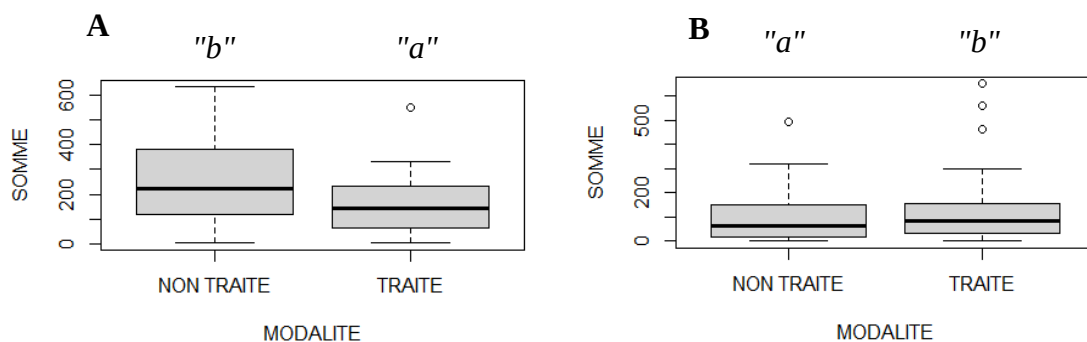 A
"b" "a"
SOMME
0 200 400 600
NON TRAITE TRAITE
MODALITE
B
"a" "b"
SOMME
0 200 500
NON TRAITE TRAITE
MODALITE